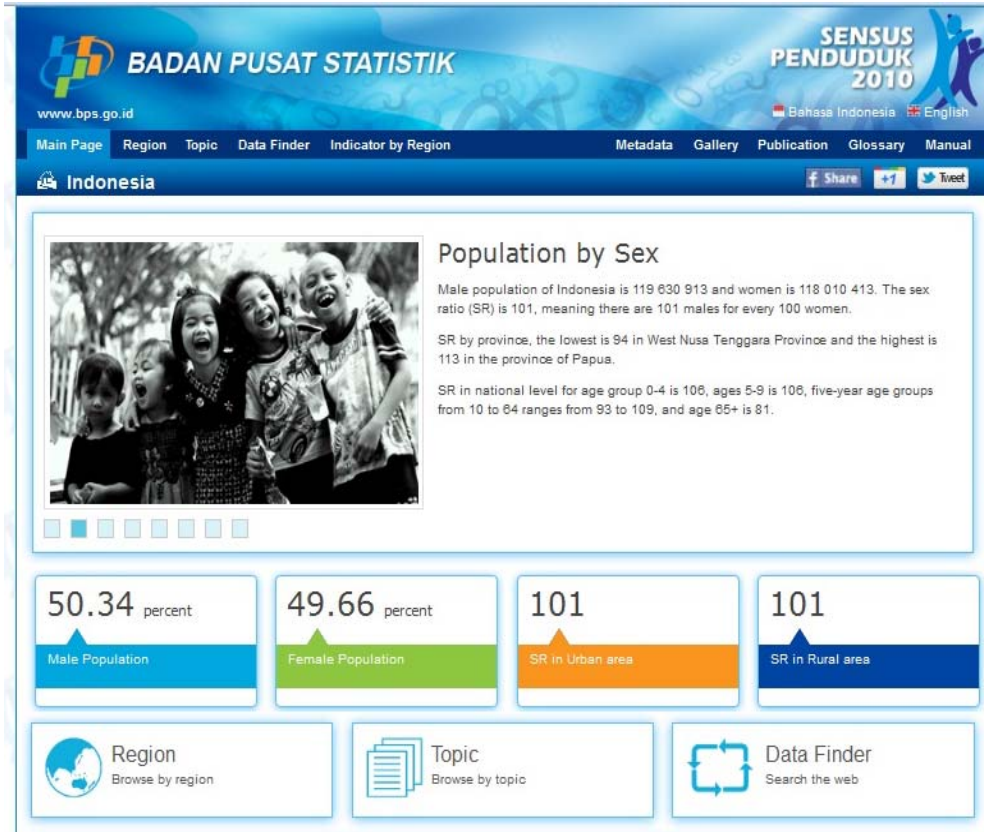 BADAN PUSAT STATISTIK
SENSUS
PENDUDUK
2010
www.bps.go.id
Bahasa Indonesia English
Main Page Region Topic Data Finder Indicator by Region Metadata Gallery Publication Glossary Manual
Indonesia
Share +1 Tweet
Population by Sex
Male population of Indonesia is 119 630 913 and women is 118 010 413. The sex
ratio (SR) is 101, meaning there are 101 males for every 100 women.
SR by province, the lowest is 94 in West Nusa Tenggara Province and the highest is
113 in the province of Papua.
SR in national level for age group 0-4 is 106, ages 5-9 is 106, five-year age groups
from 10 to 64 ranges from 93 to 109, and age 65+ is 81.
50.34 percent
Male Population
49.66 percent
Female Population
101
SR in Urban area
101
SR in Rural area
Region
Browse by region
Topic
Browse by topic
Data Finder
Search the web